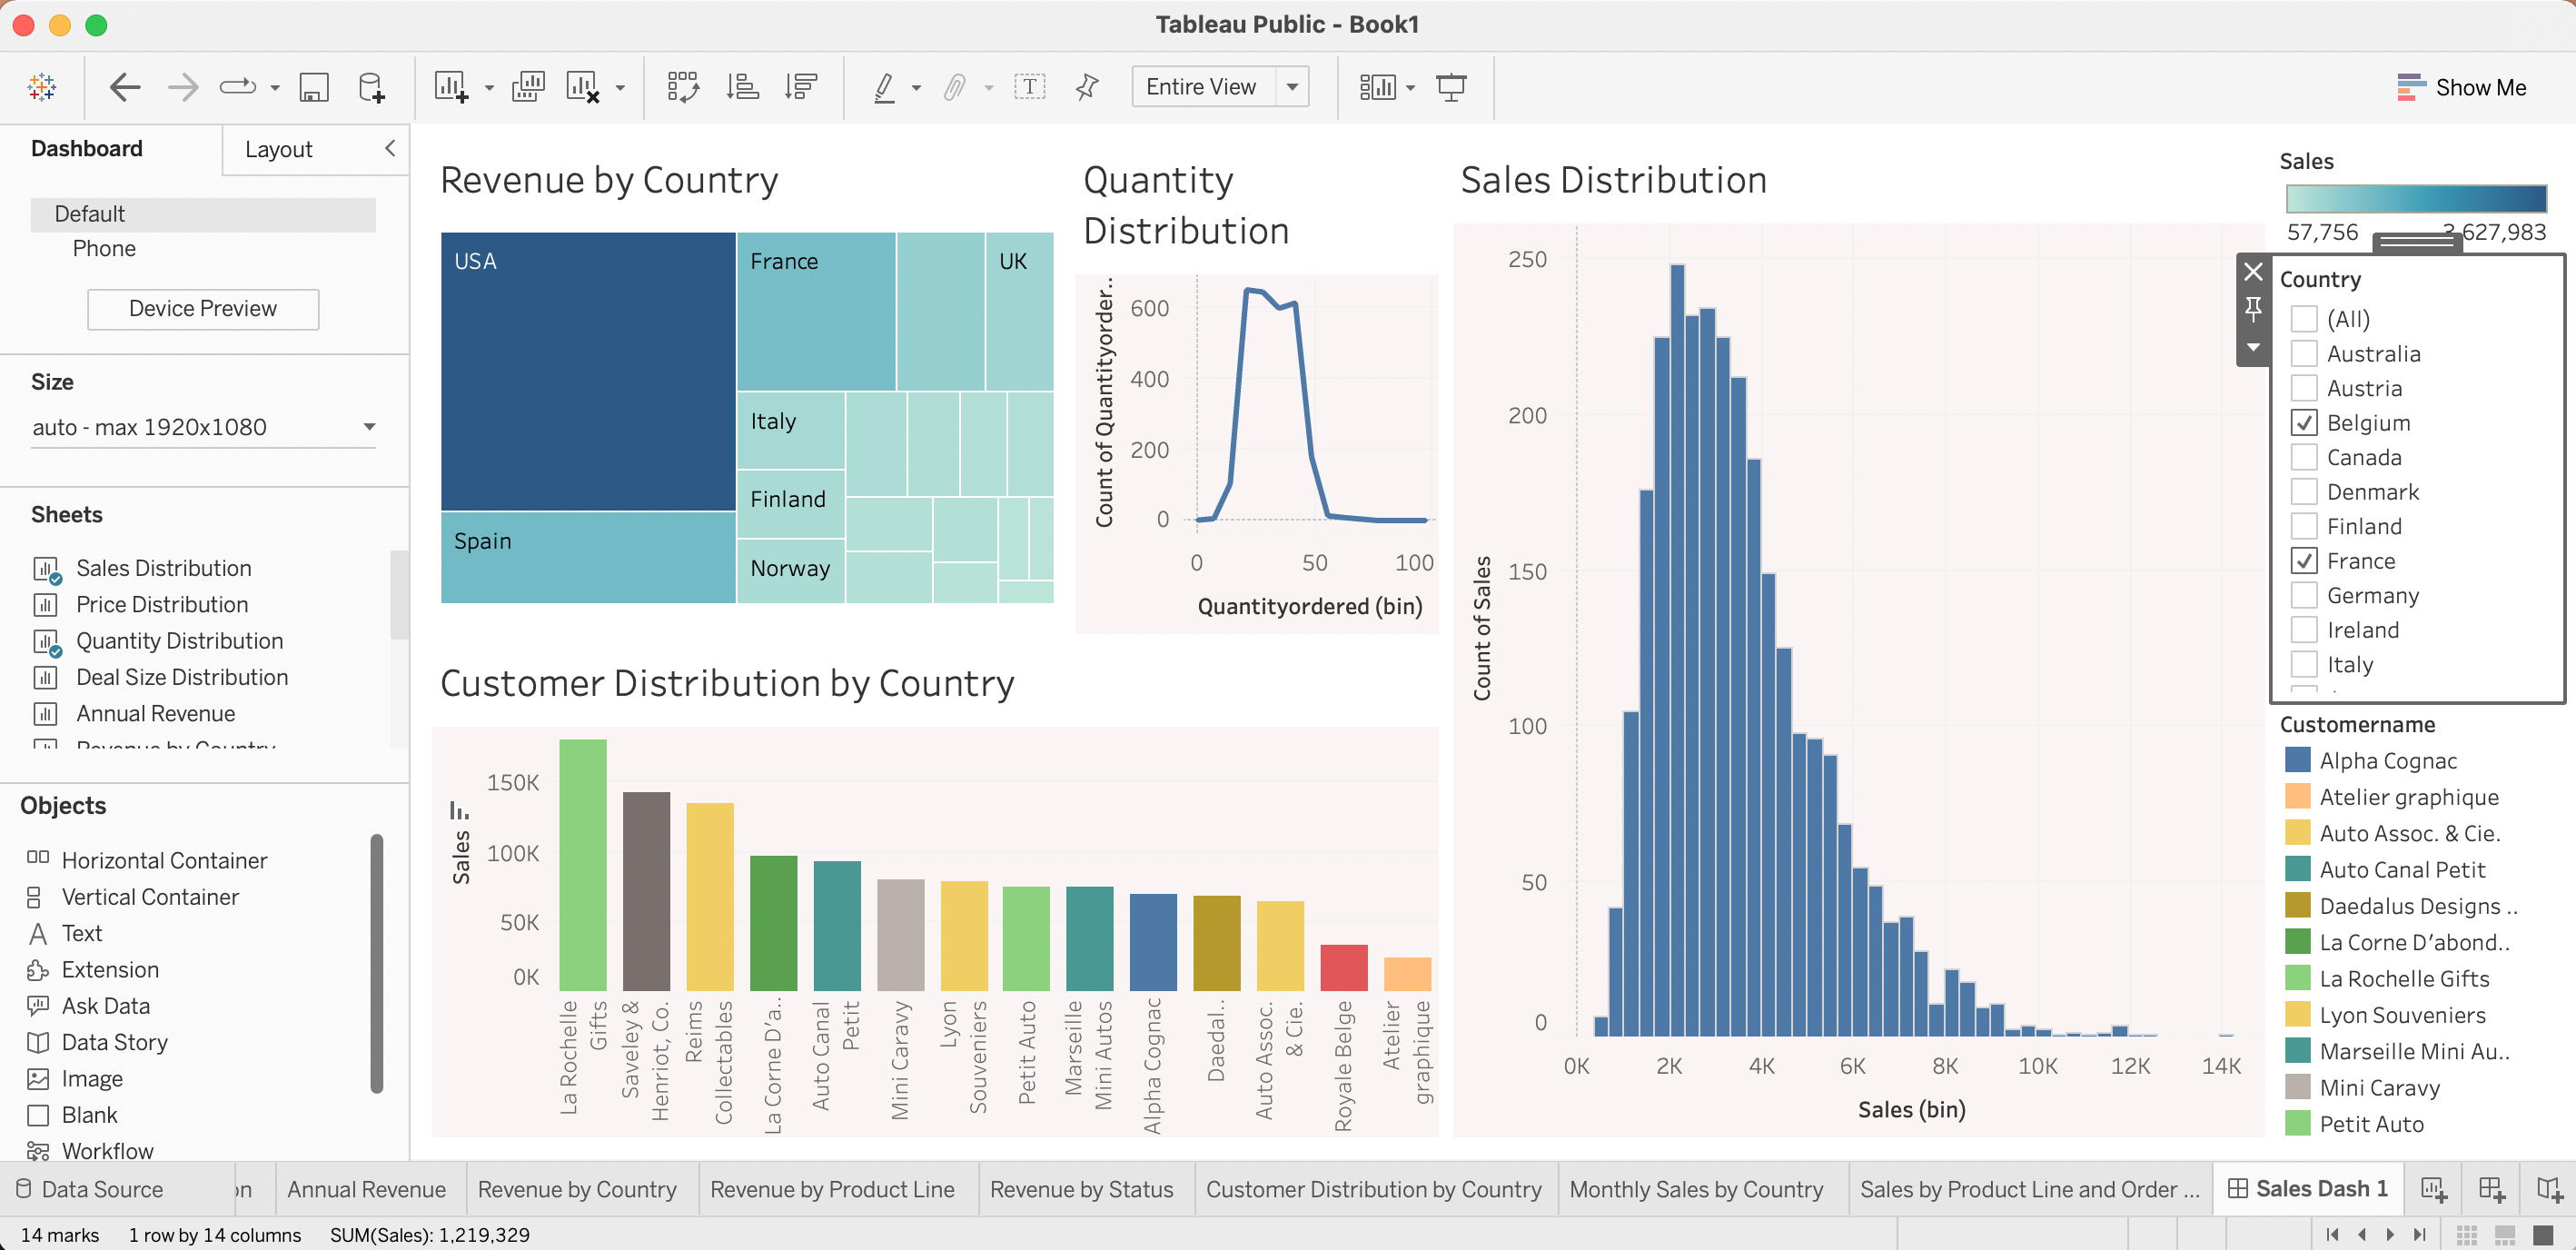 Tableau Public - Book1
Entire View
Show Me
Dashboard
Layout
Default
Phone
Device Preview
Size
auto - max 1920x1080
Sheets
Sales Distribution
Price Distribution
Quantity Distribution
Deal Size Distribution
Annual Revenue
Revenue by Country
Objects
Horizontal Container
Vertical Container
Text
Extension
Ask Data
Data Story
Image
Blank
Workflow
Revenue by Country
USA
France
UK
Italy
Finland
Spain
Norway
Quantity
Distribution
Count of Quantityorder..
600
400
200
0
0
50
100
Quantityordered (bin)
Customer Distribution by Country
Sales
150K
100K
50K
0K
La Rochelle
Gifts
Saveley &
Henriot, Co.
Reims
Collectables
La Corne D'a..
Auto Canal
Petit
Mini Caravy
Lyon
Souveniers
Petit Auto
Marseille
Mini Autos
Alpha Cognac
Daedal..
Auto Assoc.
& Cie.
Royale Belge
Atelier
graphique
Sales Distribution
Count of Sales
250
200
150
100
50
0
0K
2K
4K
6K
8K
10K
12K
14K
Sales (bin)
Sales
57,756
3,627,983
Country
(All)
Australia
Austria
Belgium
Canada
Denmark
Finland
France
Germany
Ireland
Italy
Customername
Alpha Cognac
Atelier graphique
Auto Assoc. & Cie.
Auto Canal Petit
Daedalus Designs ..
La Corne D'abond..
La Rochelle Gifts
Lyon Souveniers
Marseille Mini Au..
Mini Caravy
Petit Auto
Data Source
on
Annual Revenue
Revenue by Country
Revenue by Product Line
Revenue by Status
Customer Distribution by Country
Monthly Sales by Country
Sales by Product Line and Order ...
Sales Dash 1
14 marks
1 row by 14 columns
SUM(Sales): 1,219,329